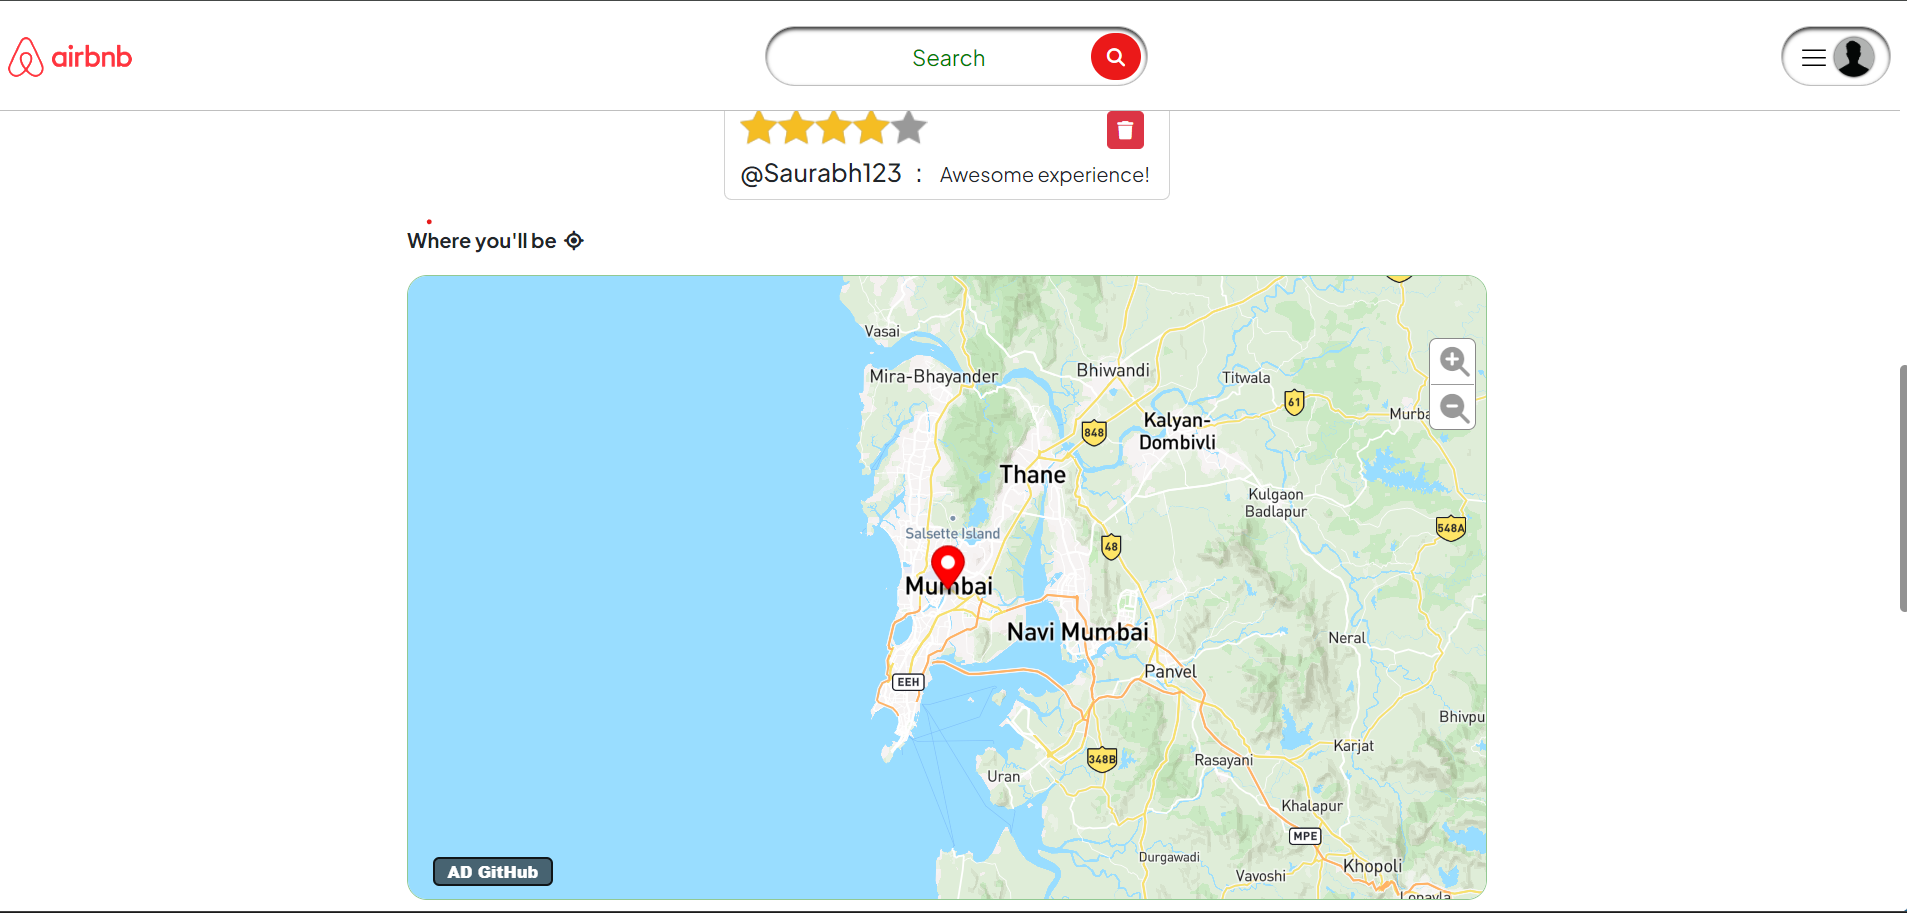 airbnb
Search
@Saurabh123 : Awesome experience!
Where you'll be
Vasai
Mira-Bhayander
Bhiwandi
Titwala
61
Murba
848
Kalyan-
Dombivli
Thane
Kulgaon
Badlapur
548A
Salsette Island
48
Mumbai
Navi Mumbai
Neral
Panvel
EEH
Bhivpu
Karjat
348B
Rasayani
Uran
Khalapur
MPE
Durgawadi
Khopoli
AD GitHub
Vavoshi
Lonavla